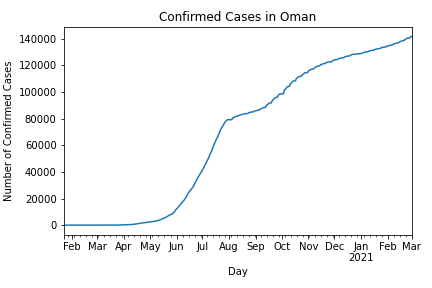 Confirmed Cases in Oman
Number of Confirmed Cases
140000
120000
100000
80000
60000
40000
20000
0
Feb Mar Apr May Jun Jul Aug Sep Oct Nov Dec Jan Feb Mar
2021
Day